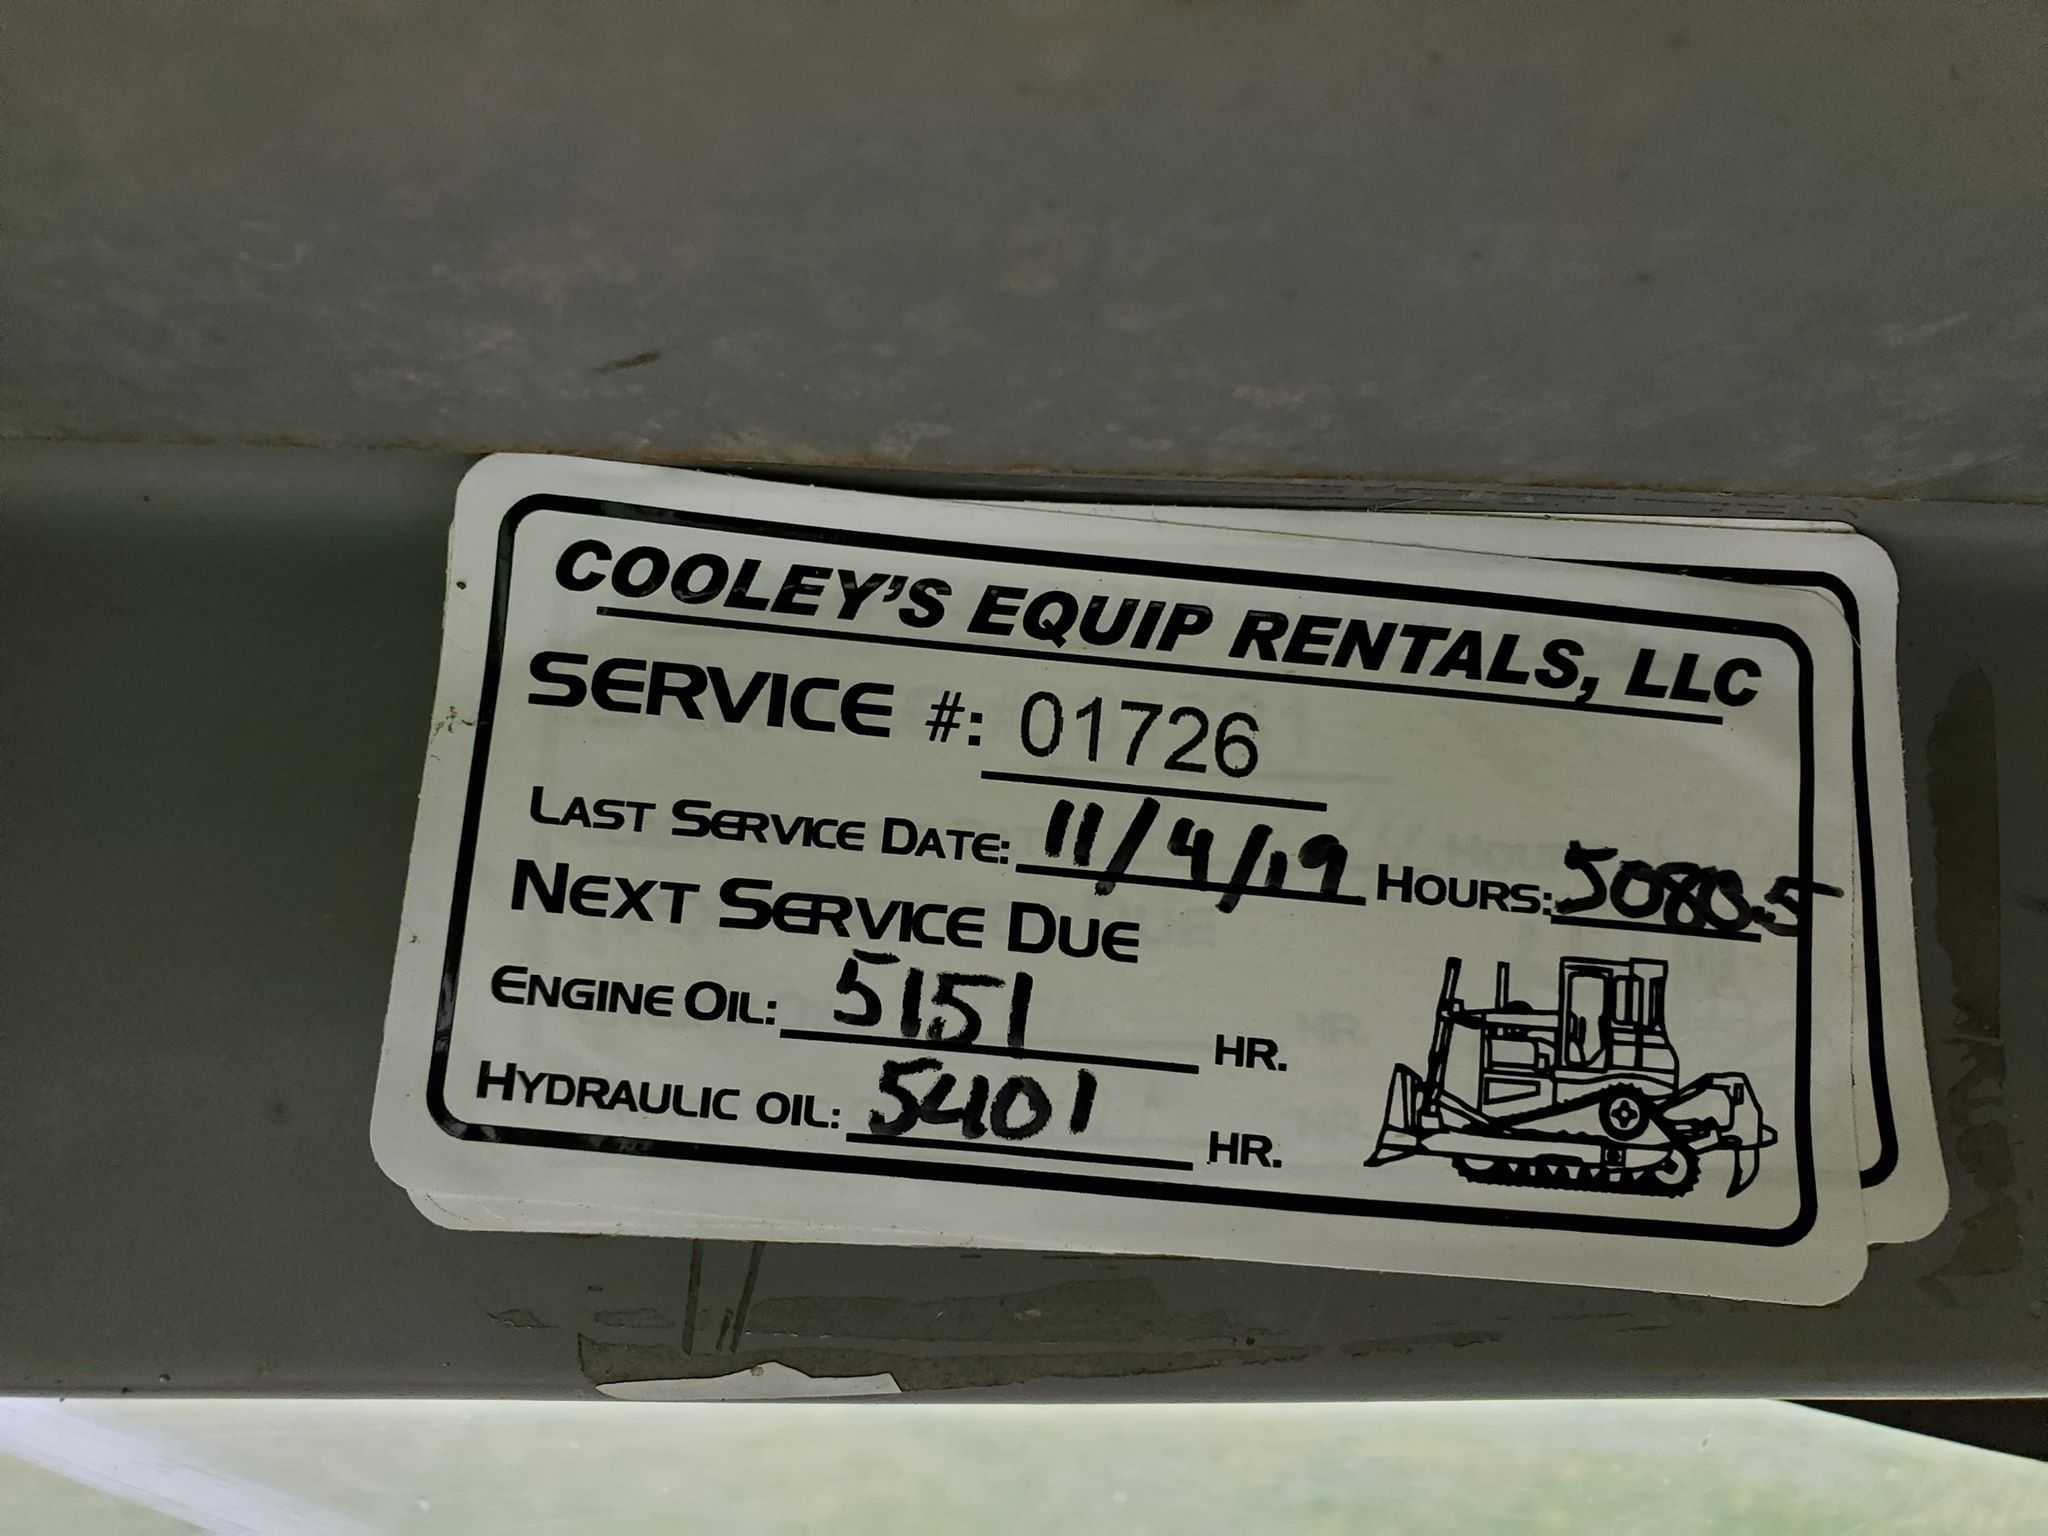 COOLEY'S EQUIP RENTALS, LLC
SERVICE #: 01726
LAST SERVICE DATE: 11/4/19 HOURS: 5080.5
NEXT SERVICE DUE
ENGINE OIL: 5151 HR.
HYDRAULIC OIL: 5401 HR.